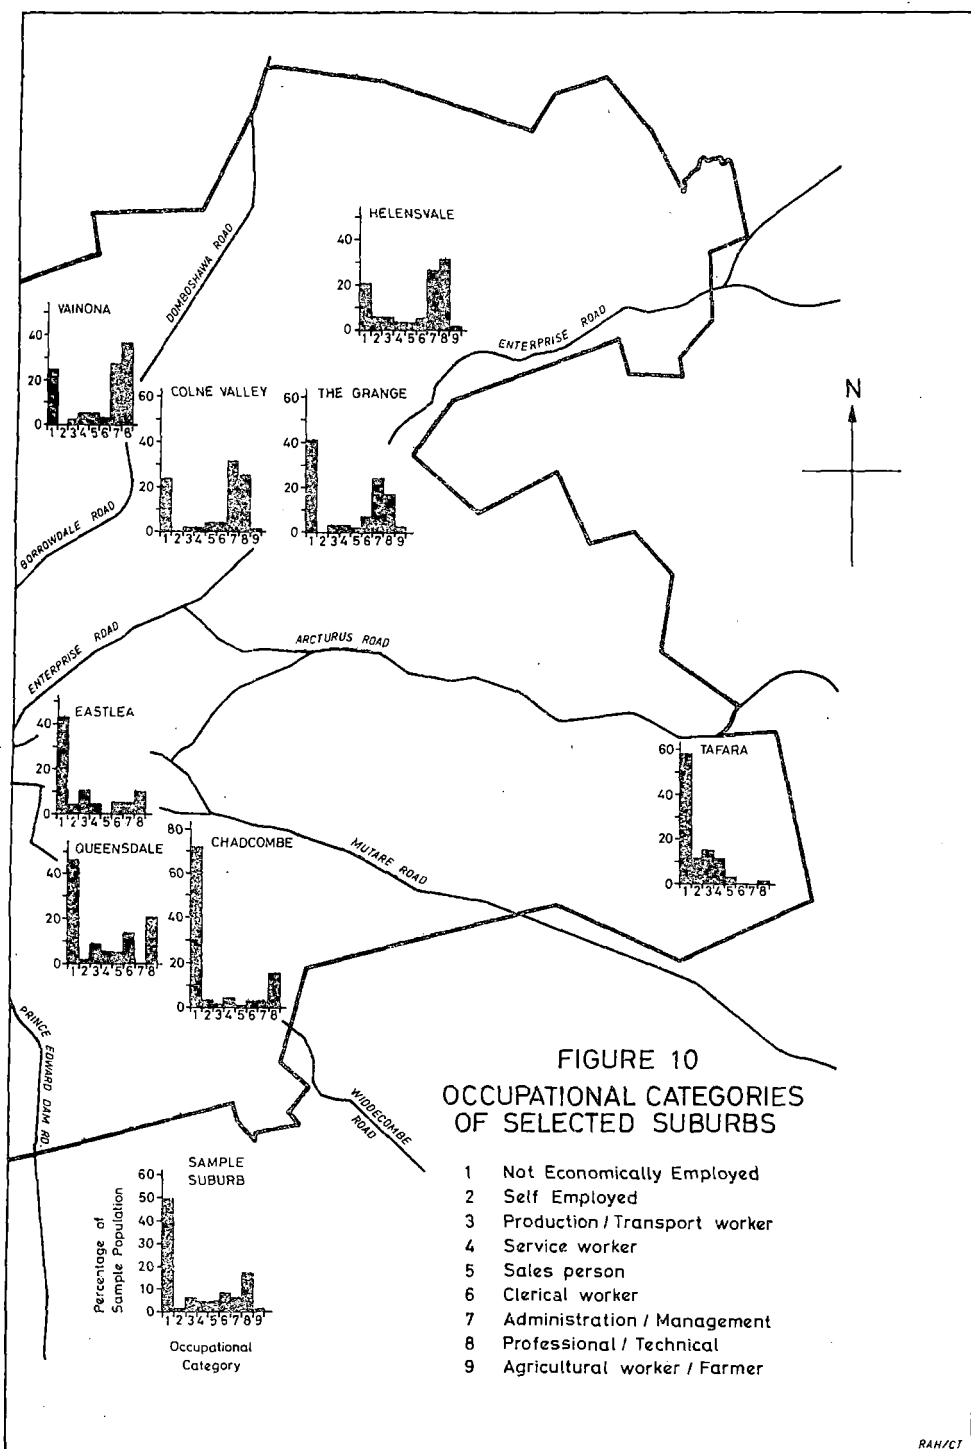 HELENSVALE
40
20
0
1 2 3 4 5 6 7 8 9
DOMBOSHAWA ROAD
ENTERPRISE ROAD
VAINONA
40
20
0
1 2 3 4 5 6 7 8
COLNE VALLEY
60
40
20
0
1 2 3 4 5 6 7 8 9
THE GRANGE
60
40
20
0
1 2 3 4 5 6 7 8 9
N
BORROWDALE ROAD
ENTERPRISE ROAD
ARCTURUS ROAD
EASTLEA
40
20
0
1 2 3 4 5 6 7 8
TAFARA
60
40
20
0
1 2 3 4 5 6 7 8
QUEENSDALE
40
20
0
1 2 3 4 5 6 7 8
CHADCOMBE
80
60
40
20
0
1 2 3 4 5 6 7 8
MUTARE ROAD
PRINCE EDWARD DAM RD.
WIDDECOMBE
ROAD
FIGURE 10
OCCUPATIONAL CATEGORIES
OF SELECTED SUBURBS
1 Not Economically Employed
2 Self Employed
3 Production / Transport worker
4 Service worker
5 Sales person
6 Clerical worker
7 Administration / Management
8 Professional / Technical
9 Agricultural worker / Farmer
SAMPLE
SUBURB
Percentage of
Sample Population
60
50
40
30
20
10
0
1 2 3 4 5 6 7 8 9
Occupational
Category
RAH/CT